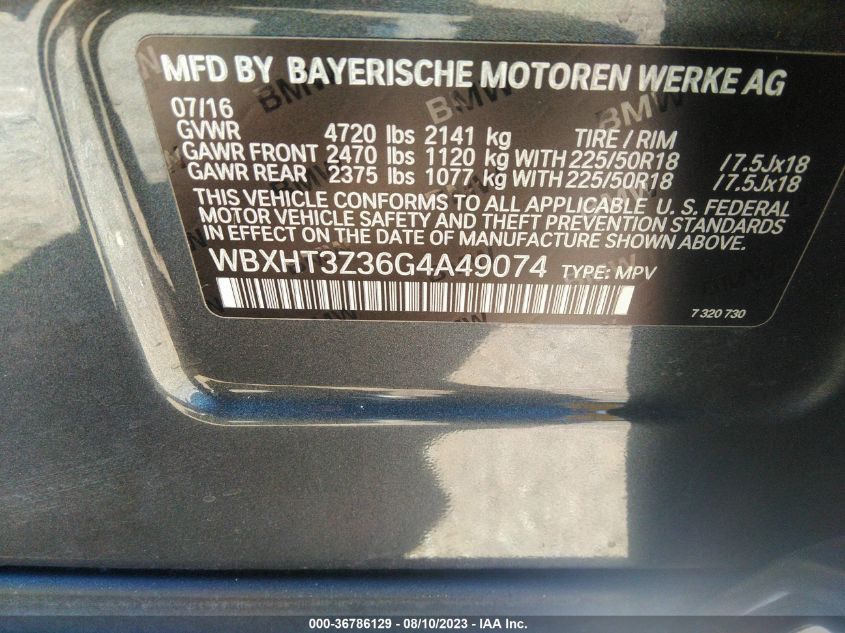 MFD BY BAYERISCHE MOTOREN WERKE AG
07/16
GVWR 4720 lbs 2141 kg TIRE / RIM
GAWR FRONT 2470 lbs 1120 kg WITH 225/50R18 / 7.5Jx18
GAWR REAR 2375 lbs 1077 kg WITH 225/50R18 / 7.5Jx18
THIS VEHICLE CONFORMS TO ALL APPLICABLE U. S. FEDERAL
MOTOR VEHICLE SAFETY AND THEFT PREVENTION STANDARDS
IN EFFECT ON THE DATE OF MANUFACTURE SHOWN ABOVE.
WBXHT3Z36G4A49074 TYPE: MPV
7 320 730
000-36786129 - 08/10/2023 - IAA Inc.